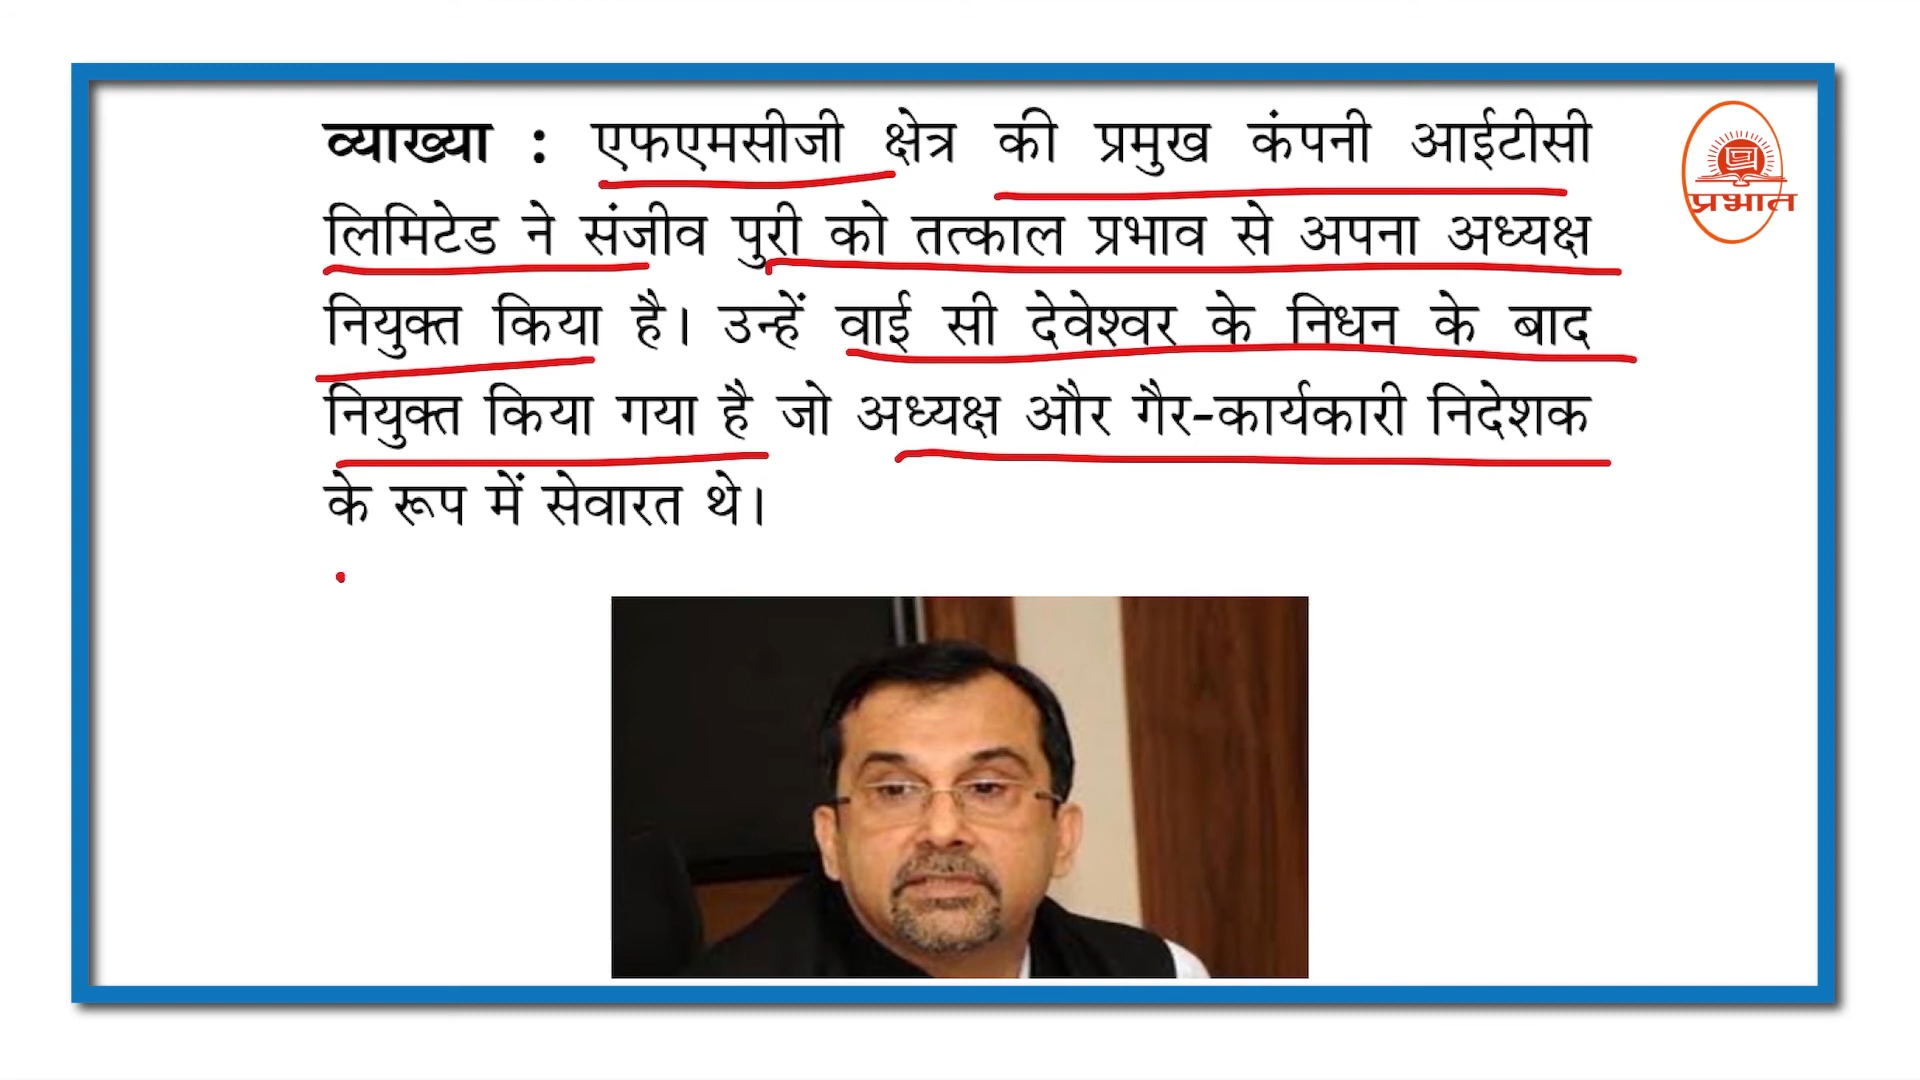 व्याख्या : एफएमसीजी क्षेत्र की प्रमुख कंपनी आईटीसी
लिमिटेड ने संजीव पुरी को तत्काल प्रभाव से अपना अध्यक्ष
नियुक्त किया है। उन्हें वाई सी देवेश्वर के निधन के बाद
नियुक्त किया गया है जो अध्यक्ष और गैर-कार्यकारी निदेशक
के रूप में सेवारत थे।
प्रभात